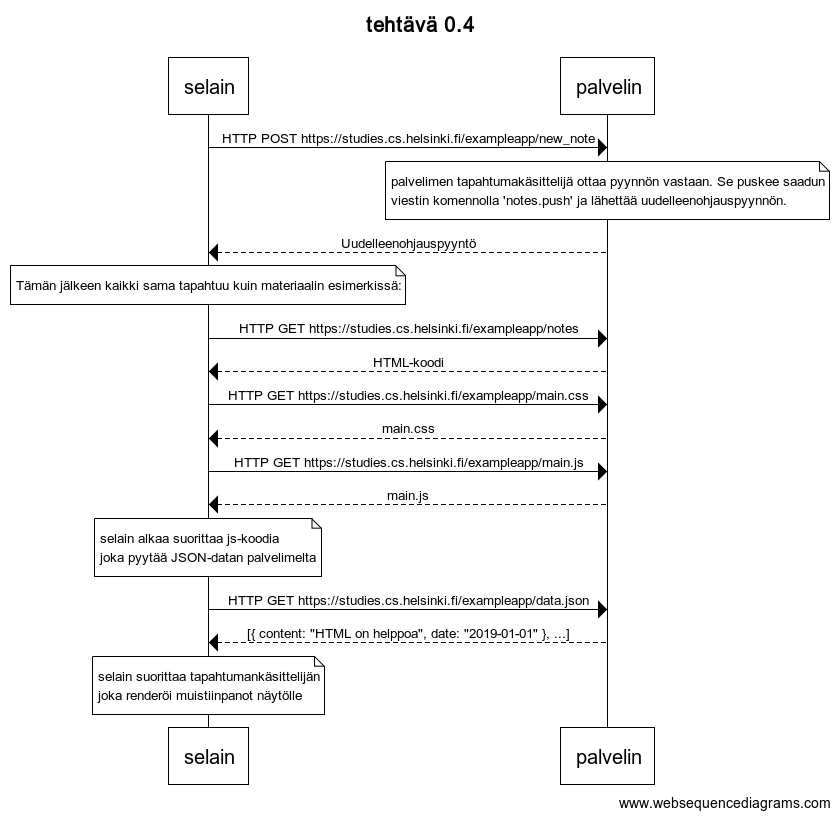 tehtävä 0.4
selain
palvelin
HTTP POST https://studies.cs.helsinki.fi/exampleapp/new_note
palvelimen tapahtumakäsittelijä ottaa pyynnön vastaan. Se puskee saadun
viestin komennolla 'notes.push' ja lähettää uudelleenohjauspyynnön.
Uudelleenohjauspyyntö
Tämän jälkeen kaikki sama tapahtuu kuin materiaalin esimerkissä:
HTTP GET https://studies.cs.helsinki.fi/exampleapp/notes
HTML-koodi
HTTP GET https://studies.cs.helsinki.fi/exampleapp/main.css
main.css
HTTP GET https://studies.cs.helsinki.fi/exampleapp/main.js
main.js
selain alkaa suorittaa js-koodia
joka pyytää JSON-datan palvelimelta
HTTP GET https://studies.cs.helsinki.fi/exampleapp/data.json
[{ content: "HTML on helppoa", date: "2019-01-01" }, ...]
selain suorittaa tapahtumankäsittelijän
joka renderöi muistiinpanot näytölle
selain
palvelin
www.websequencediagrams.com